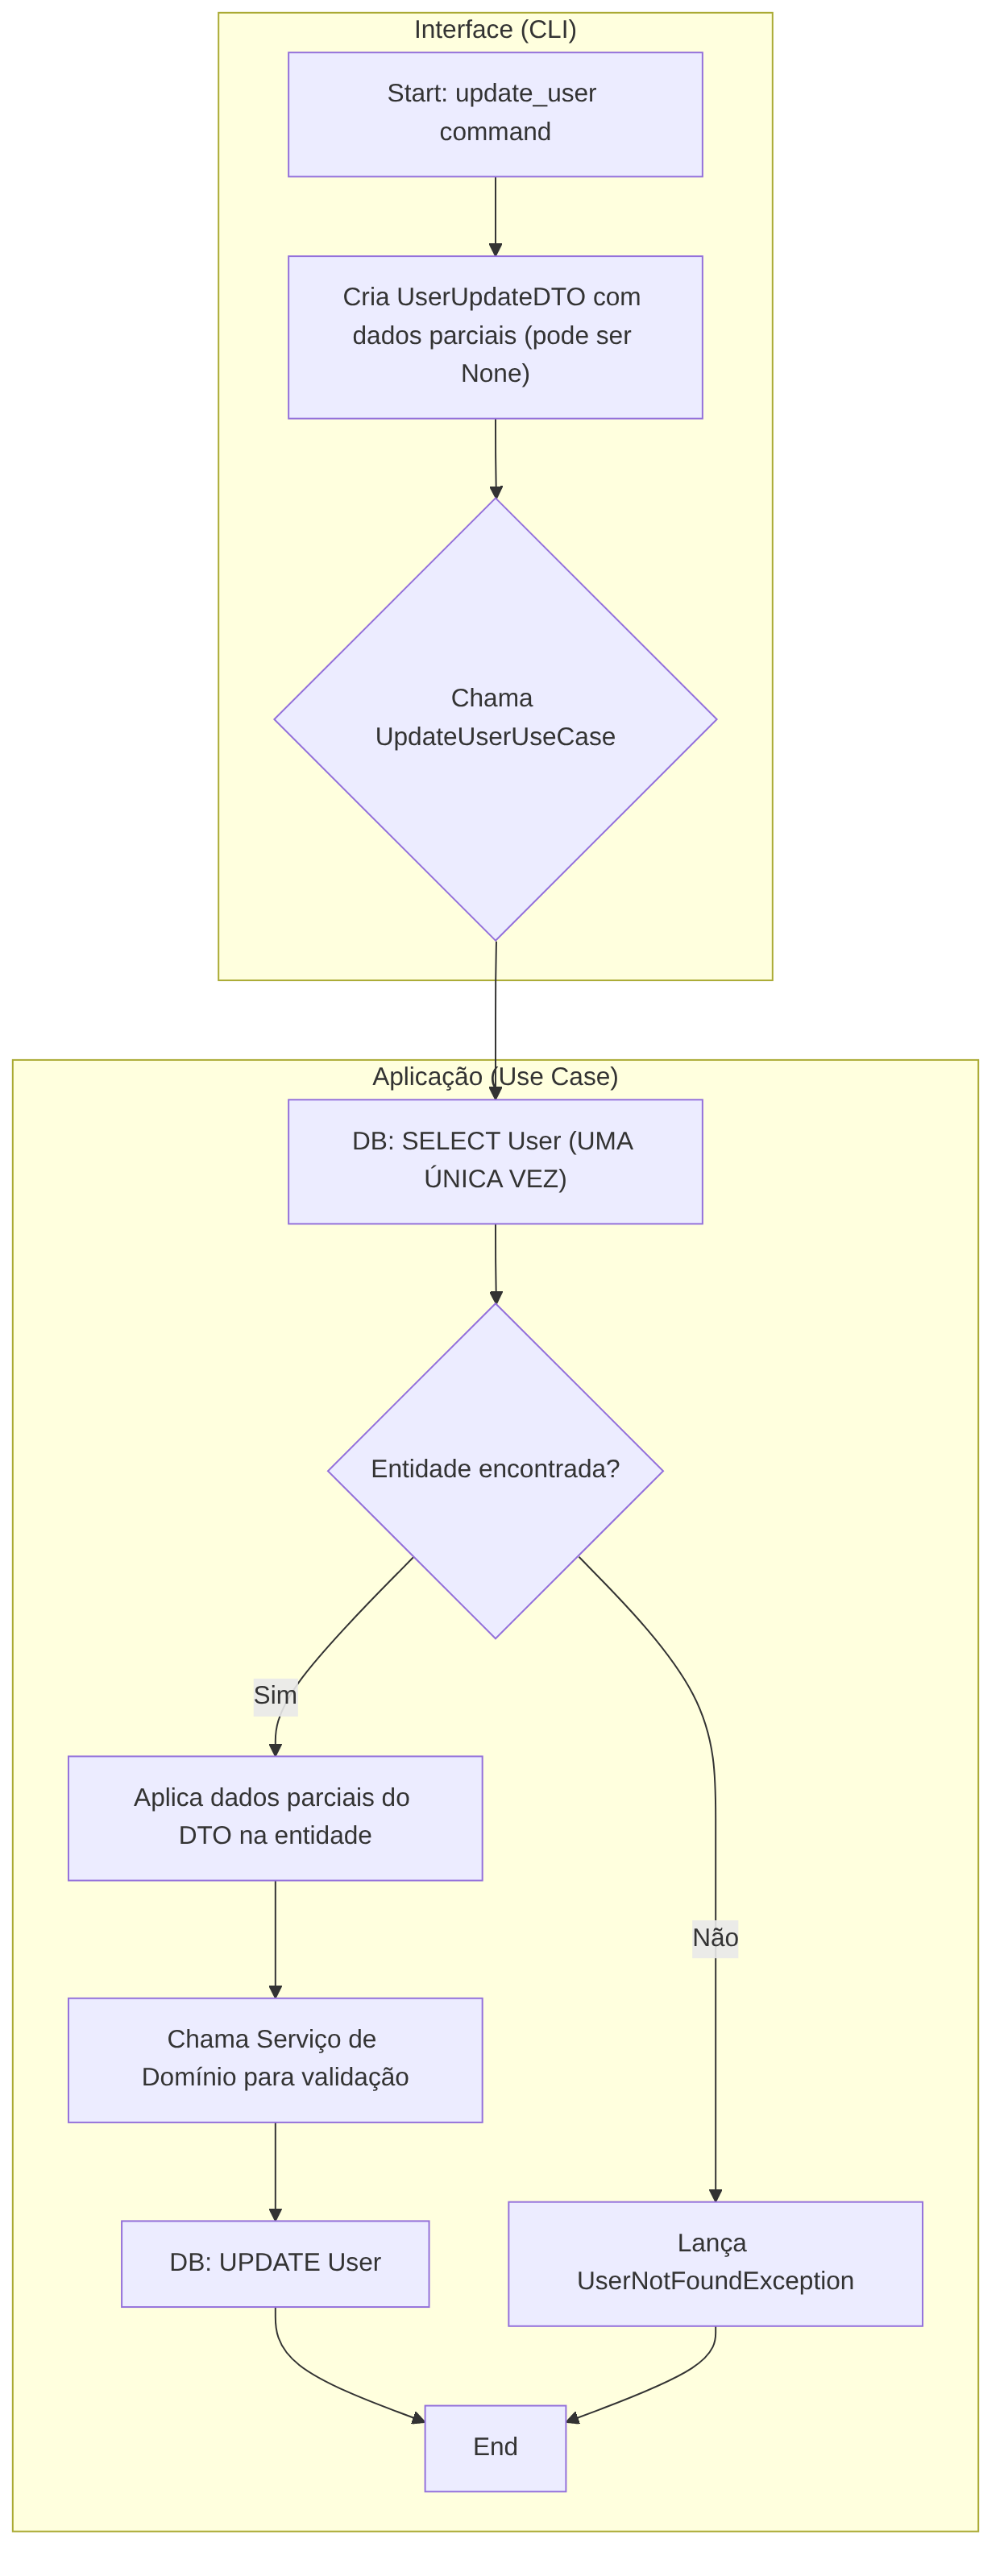 Interface (CLI)
Start: update_user
command
Cria UserUpdateDTO com
dados parciais (pode ser
None)
Chama
UpdateUserUseCase
Aplicação (Use Case)
DB: SELECT User (UMA
ÚNICA VEZ)
Entidade encontrada?
Sim
Aplica dados parciais do
DTO na entidade
Não
Chama Serviço de
Domínio para validação
DB: UPDATE User
Lança
UserNotFoundException
End